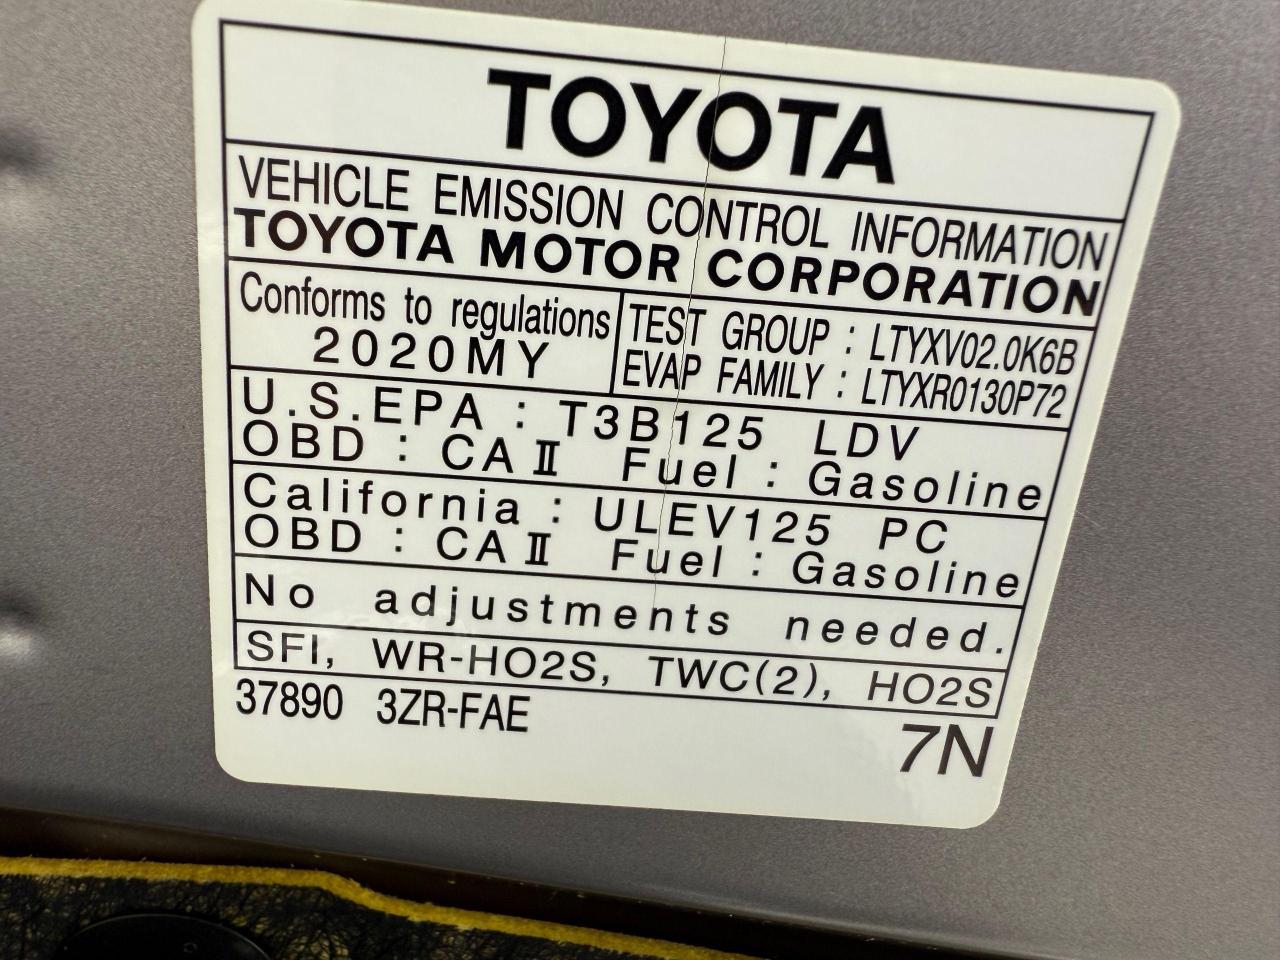 TOYOTA
VEHICLE EMISSION CONTROL INFORMATION
TOYOTA MOTOR CORPORATION
Conforms to regulations
2020MY
TEST GROUP : LTYXV02.0K6B
EVAP FAMILY : LTYXR0130P72
U.S.EPA : T3B125 LDV
OBD : CAⅡ Fuel : Gasoline
California : ULEV125 PC
OBD : CAⅡ Fuel : Gasoline
No adjustments needed.
SFI, WR-HO2S, TWC(2), HO2S
37890 3ZR-FAE
7N